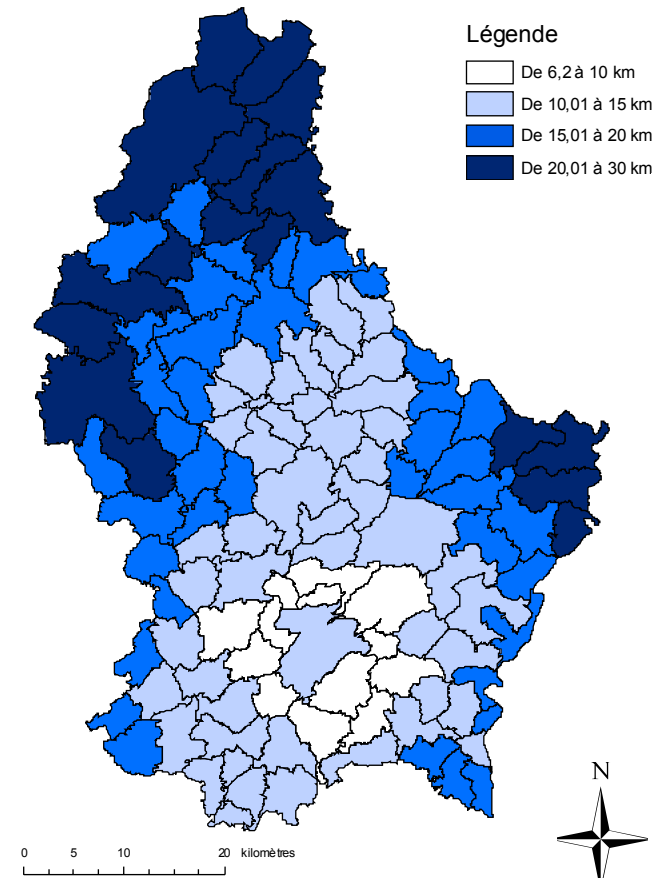 Légende
De 6,2 à 10 km
De 10,01 à 15 km
De 15,01 à 20 km
De 20,01 à 30 km
N
0 5 10 20 kilomètres